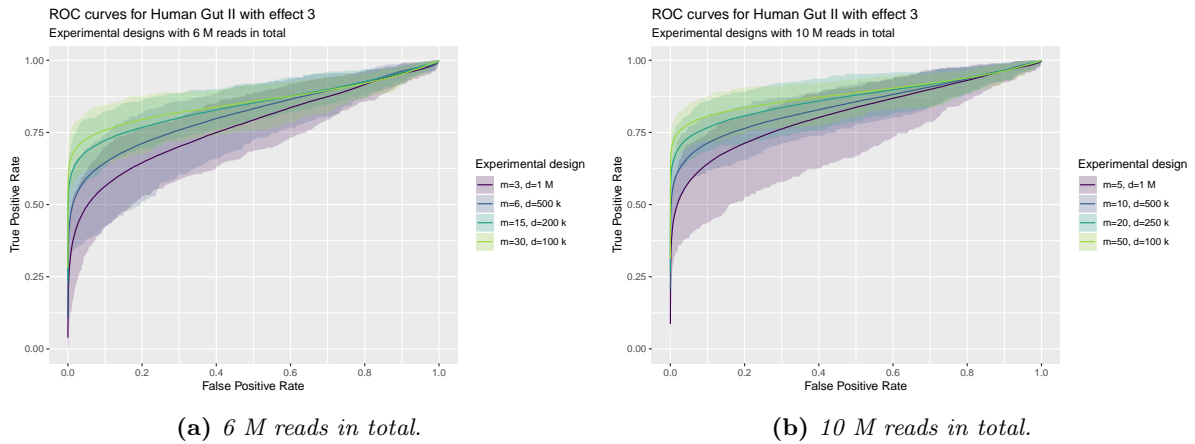 ROC curves for Human Gut II with effect 3
Experimental designs with 6 M reads in total
1.00
0.75
0.50
0.25
0.00
True Positive Rate
0.0 0.2 0.4 0.6 0.8 1.0
False Positive Rate
Experimental design
m=3, d=1 M
m=6, d=500 k
m=15, d=200 k
m=30, d=100 k
(a) 6 M reads in total.
ROC curves for Human Gut II with effect 3
Experimental designs with 10 M reads in total
1.00
0.75
0.50
0.25
0.00
True Positive Rate
0.0 0.2 0.4 0.6 0.8 1.0
False Positive Rate
Experimental design
m=5, d=1 M
m=10, d=500 k
m=20, d=250 k
m=50, d=100 k
(b) 10 M reads in total.